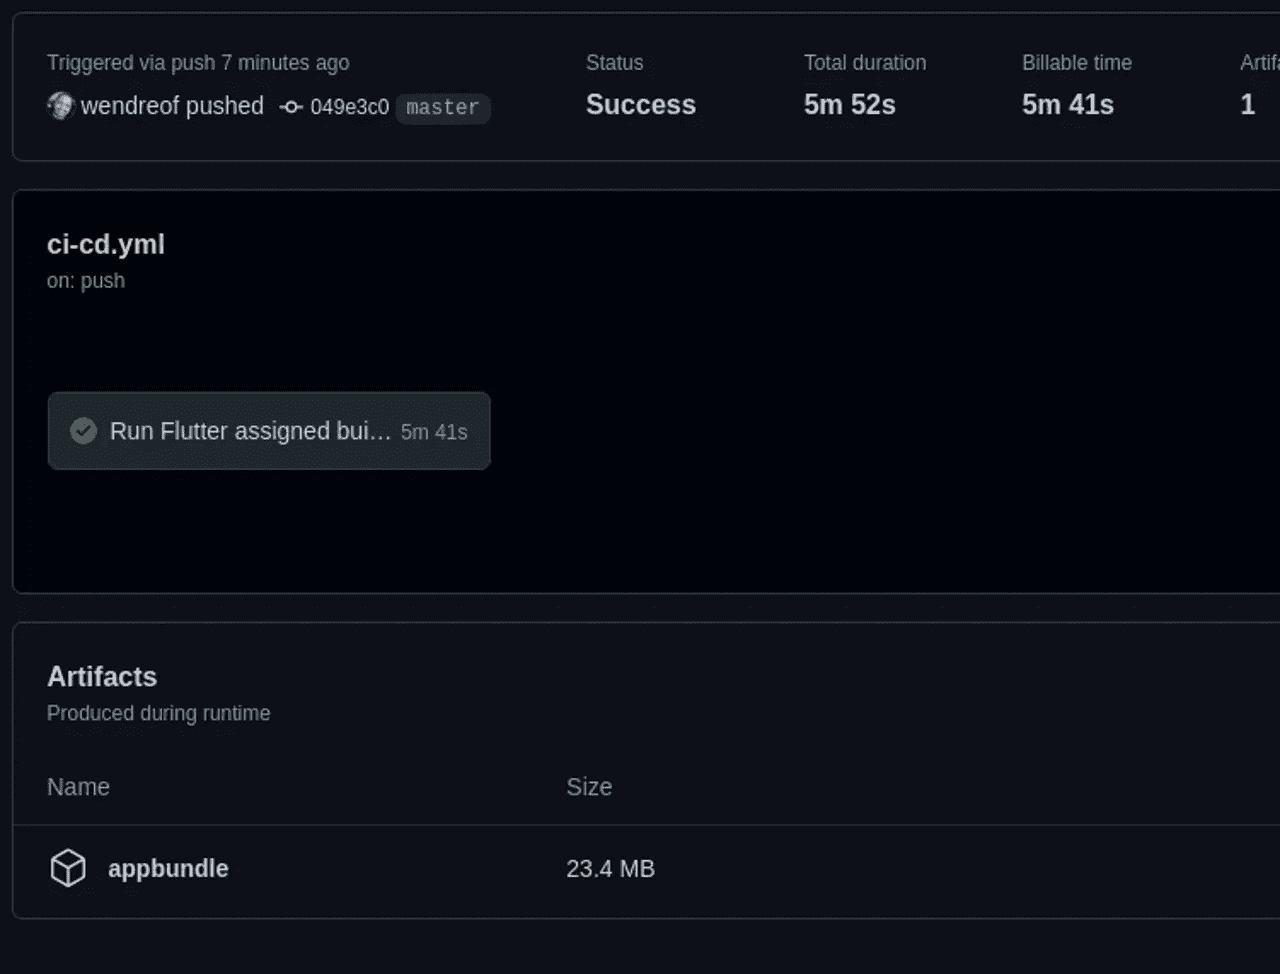 Triggered via push 7 minutes ago
wendreof pushed 049e3c0 master
Status
Success
Total duration
5m 52s
Billable time
5m 41s
Artifa
1
ci-cd.yml
on: push
Run Flutter assigned bui... 5m 41s
Artifacts
Produced during runtime
Name Size
appbundle 23.4 MB